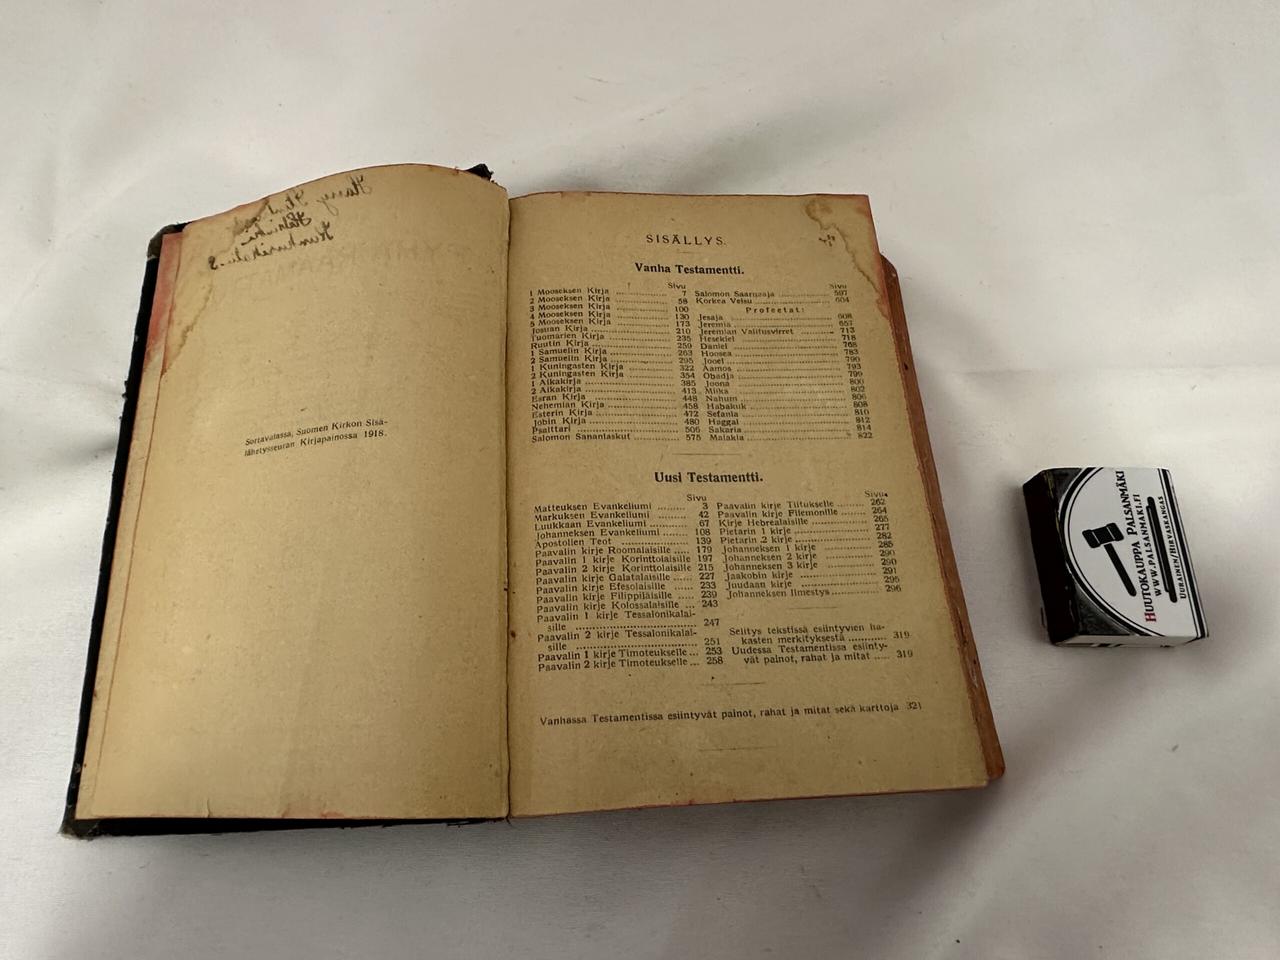 Sortavalassa, Suomen Kirkon Sisä-
lähetysseuran Kirjapainossa 1918.
SISÄLLYS.
Vanha Testamentti.
Sivu
1 Mooseksen Kirja 7
2 Mooseksen Kirja 58
3 Mooseksen Kirja 100
4 Mooseksen Kirja 130
5 Mooseksen Kirja 173
Josuan Kirja 210
Tuomarien Kirja 235
Ruutin Kirja 259
1 Samuelin Kirja 263
2 Samuelin Kirja 295
1 Kuningasten Kirja 322
2 Kuningasten Kirja 354
1 Aikakirja 385
2 Aikakirja 413
Esran Kirja 448
Nehemian Kirja 458
Esterin Kirja 472
Jobin Kirja 480
Psalttari 506
Salomon Sananlaskut 575
Sivu
Salomon Saarnaaja 597
Korkea Veisu 604
Profeetat:
Jesaja 608
Jeremia 657
Jeremian Valitusvirret 713
Hesekiel 718
Daniel 768
Hoosea 783
Jooel 790
Aamos 793
Obadja 799
Joona 800
Miika 802
Nahum 806
Habakuk 808
Sefania 810
Haggai 812
Sakaria 814
Malakia 822
Uusi Testamentti.
Sivu
Matteuksen Evankeliumi 3
Markuksen Evankeliumi 42
Luukkaan Evankeliumi 67
Johanneksen Evankeliumi 108
Apostolien Teot 139
Paavalin kirje Roomalaisille 179
Paavalin 1 kirje Korinttolaisille 197
Paavalin 2 kirje Korinttolaisille 215
Paavalin kirje Galatalaisille 227
Paavalin kirje Efesolaisille 233
Paavalin kirje Filippiläisille 239
Paavalin kirje Kolossalaisille 243
Paavalin 1 kirje Tessalonikalai-
sille 247
Paavalin 2 kirje Tessalonikalai-
sille 251
Paavalin 1 kirje Timoteukselle 253
Paavalin 2 kirje Timoteukselle 258
Sivu
Paavalin kirje Tiitukselle 262
Paavalin kirje Filemonille 264
Kirje Hebrealaisille 265
Pietarin 1 kirje 277
Pietarin 2 kirje 282
Johanneksen 1 kirje 285
Johanneksen 2 kirje 290
Johanneksen 3 kirje 290
Jaakobin kirje 291
Juudaan kirje 295
Johanneksen Ilmestys 296
Selitys tekstissä esiintyvien ha-
kasten merkityksestä 319
Uudessa Testamentissa esiinty-
vät painot, rahat ja mitat 319
Vanhassa Testamentissa esiintyvät painot, rahat ja mitat sekä karttoja 321
HUUTOKAUPPA PALSANMÄKI
WWW.PALSANMAKI.FI
UURAINEN/HIRVASKANGAS